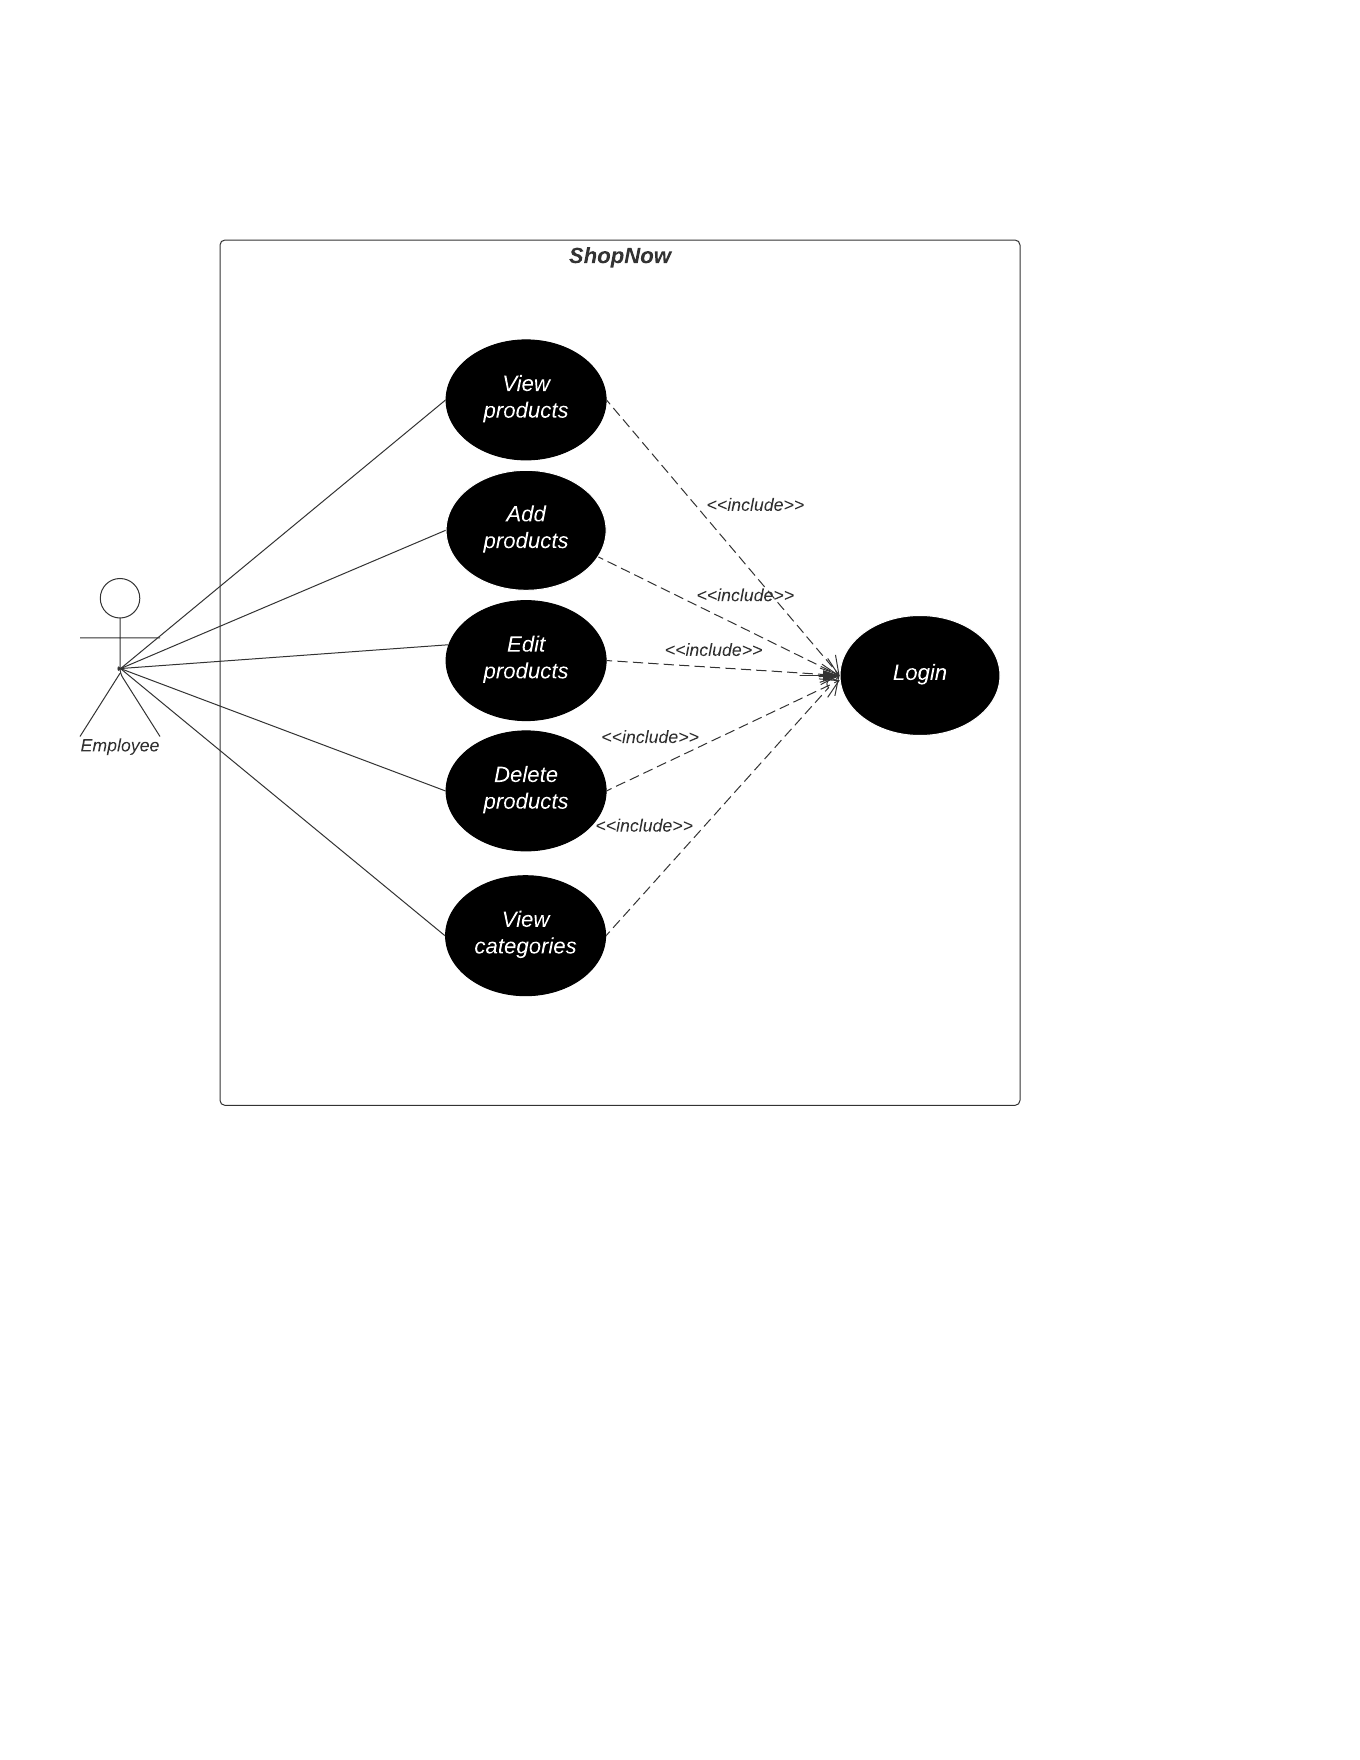 ShopNow
View
products
<<include>>
Add
products
<<include>>
Edit
products
<<include>>
Login
Employee
<<include>>
Delete
products
<<include>>
View
categories